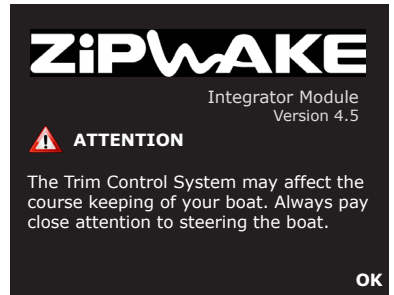 ZiPWAKE
Integrator Module
Version 4.5
ATTENTION
The Trim Control System may affect the
course keeping of your boat. Always pay
close attention to steering the boat.
OK